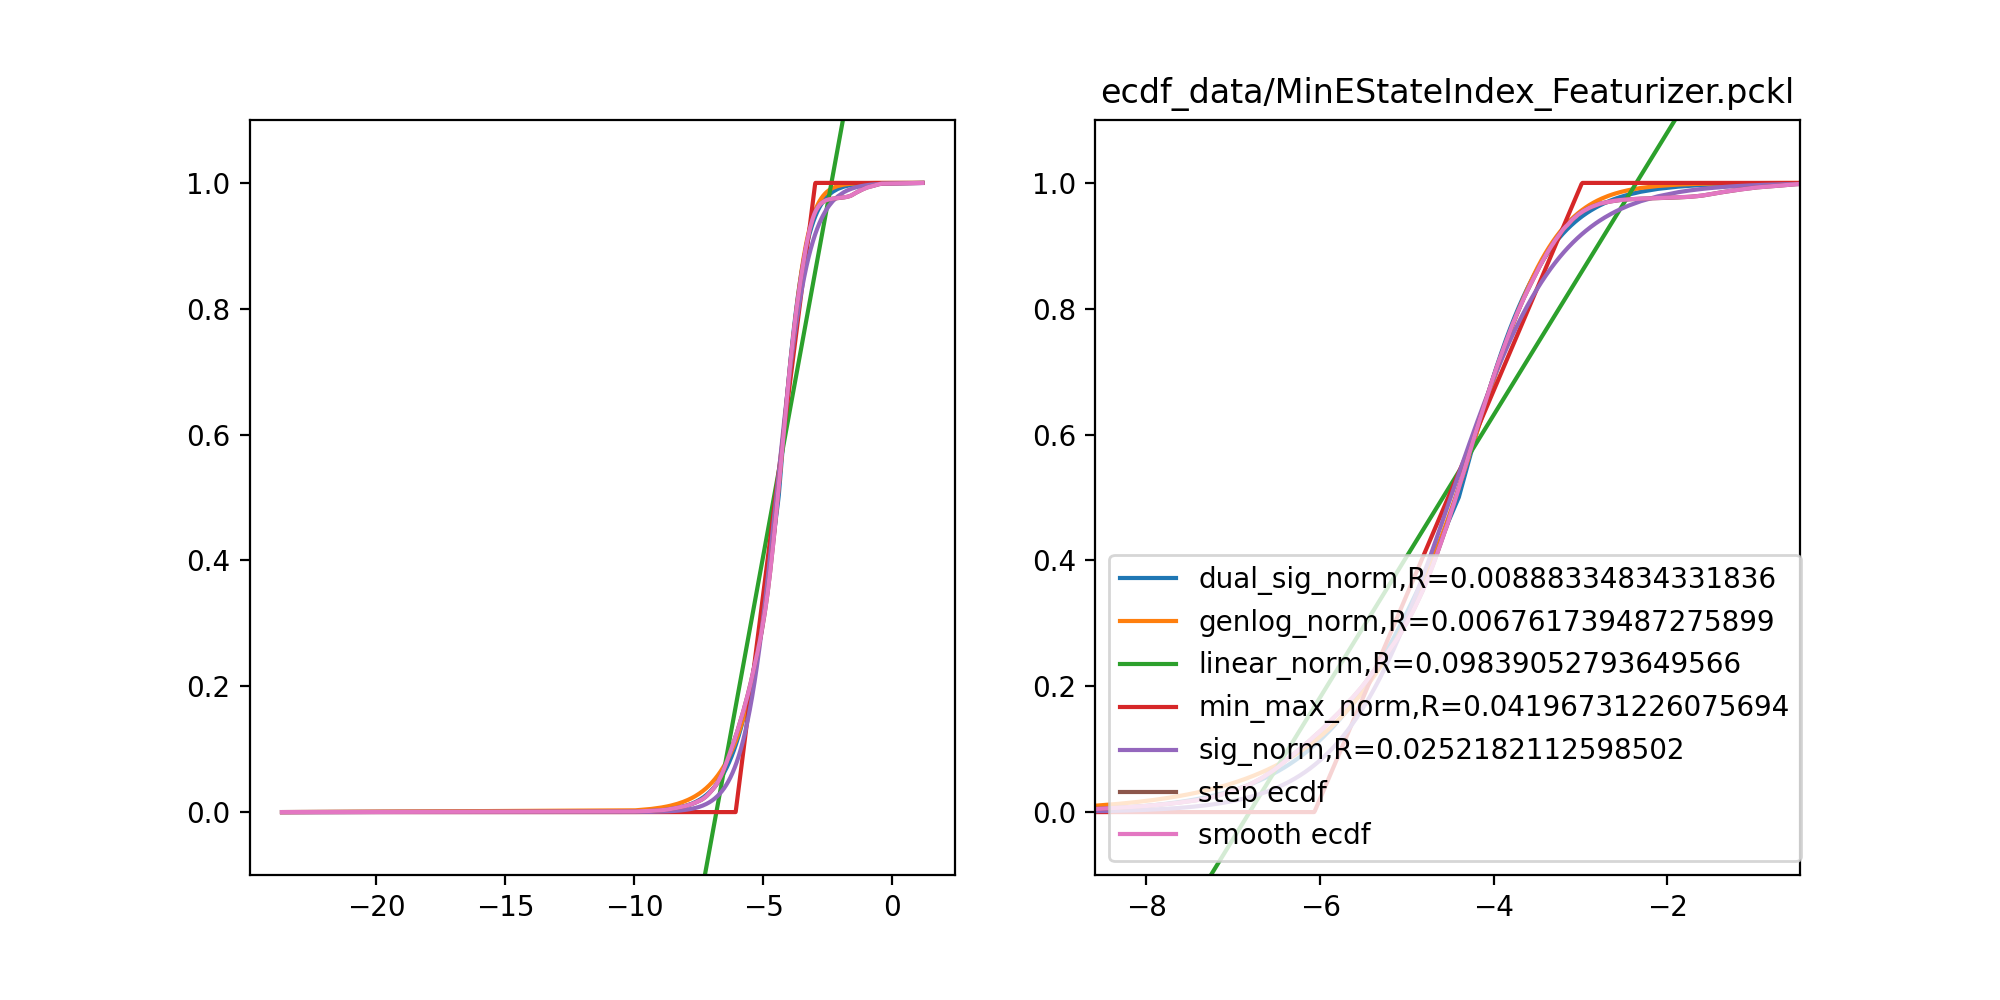 ecdf_data/MinEStateIndex_Featurizer.pckl
1.0
0.8
0.6
0.4
0.2
0.0
−20 −15 −10 −5 0
1.0
0.8
0.6
0.4
0.2
0.0
dual_sig_norm,R=0.00888334834331836
genlog_norm,R=0.006761739487275899
linear_norm,R=0.09839052793649566
min_max_norm,R=0.04196731226075694
sig_norm,R=0.0252182112598502
step ecdf
smooth ecdf
−8 −6 −4 −2